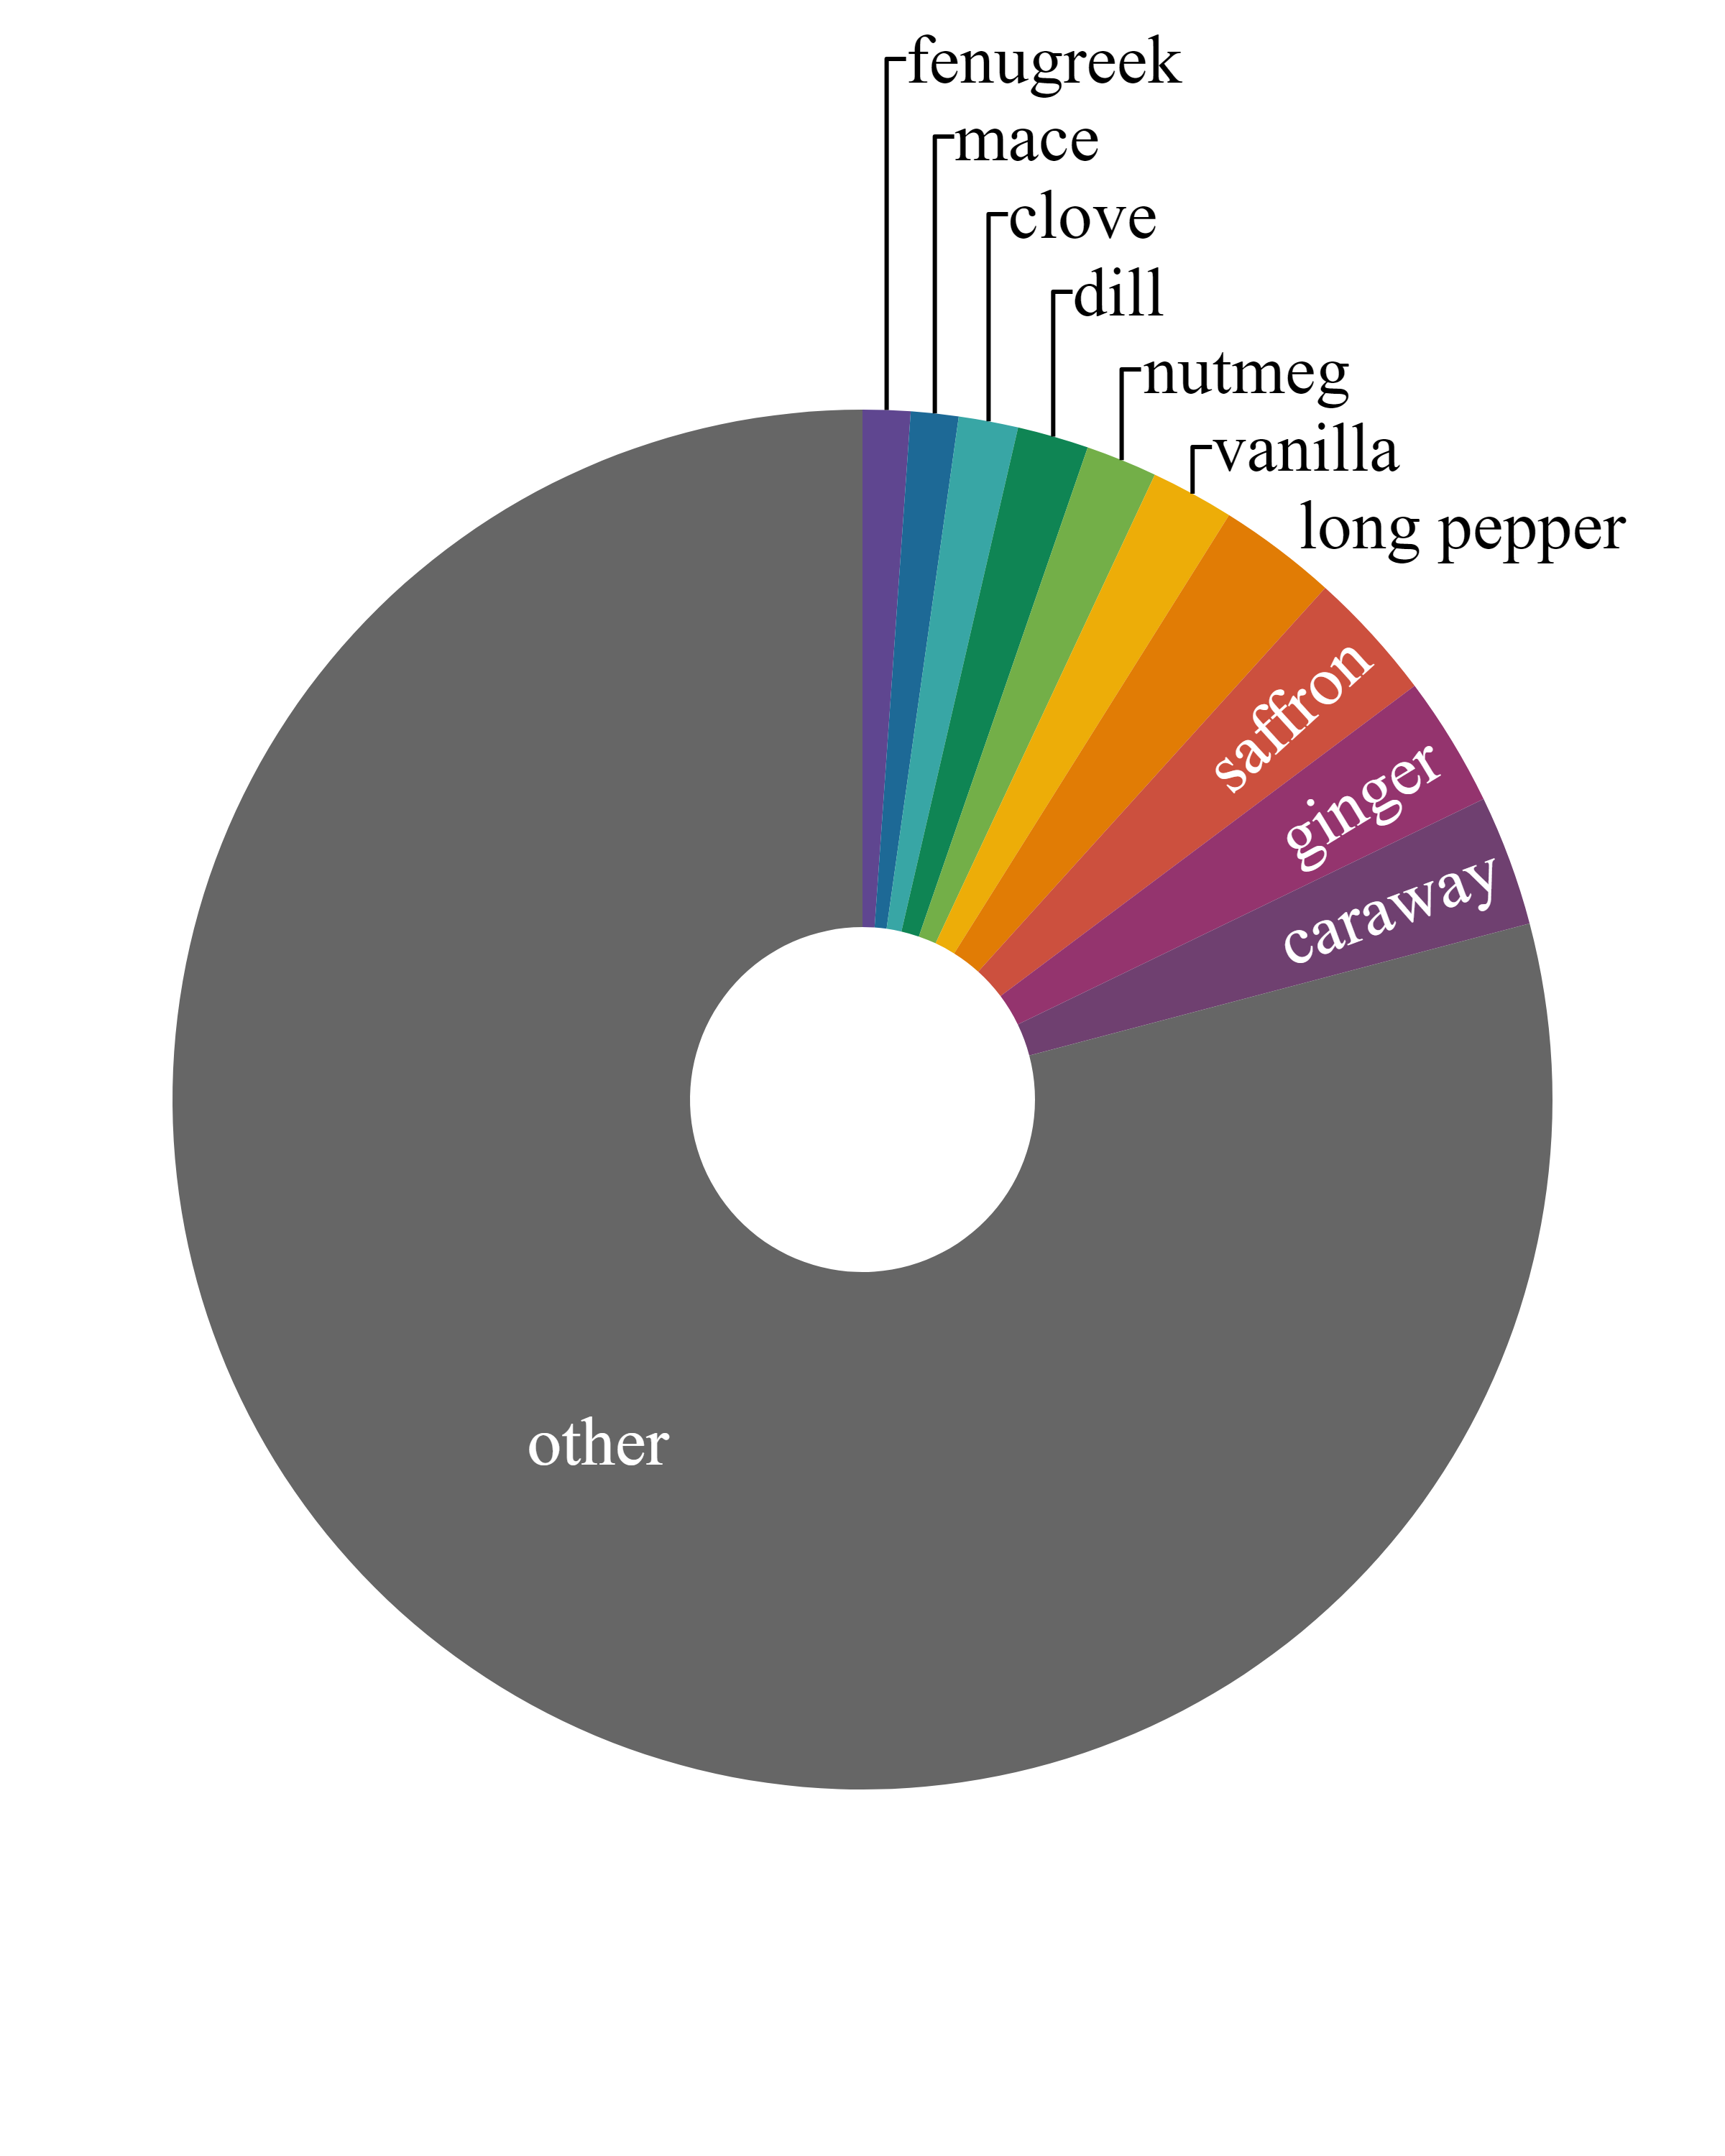 fenugreek
mace
clove
dill
nutmeg
vanilla
long pepper
saffron
ginger
caraway
other